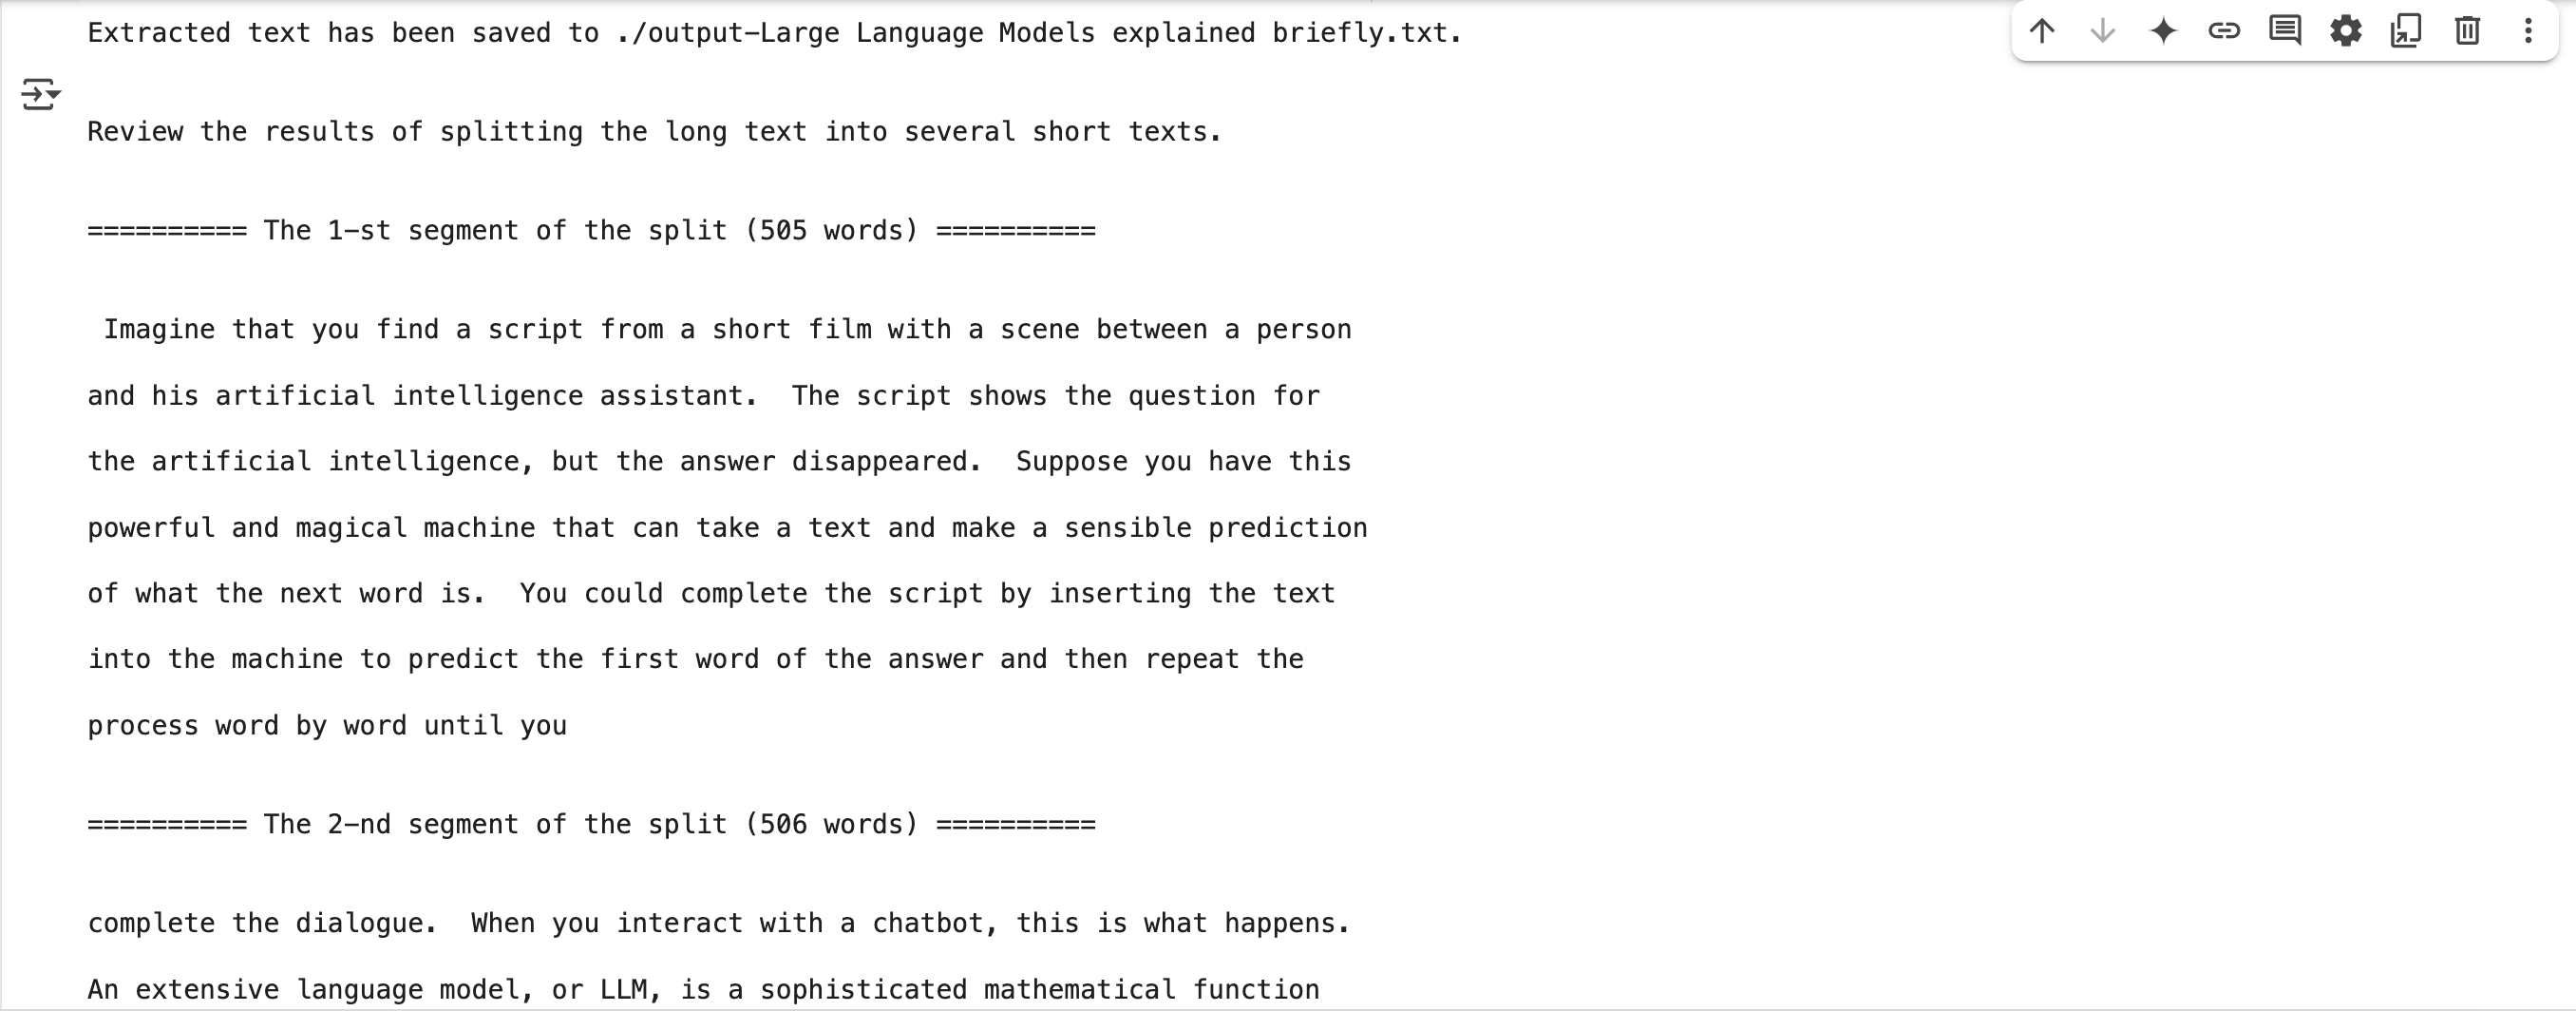 Extracted text has been saved to ./output-Large Language Models explained briefly.txt.
Review the results of splitting the long text into several short texts.
========== The 1-st segment of the split (505 words) ==========
Imagine that you find a script from a short film with a scene between a person
and his artificial intelligence assistant.  The script shows the question for
the artificial intelligence, but the answer disappeared.  Suppose you have this
powerful and magical machine that can take a text and make a sensible prediction
of what the next word is.  You could complete the script by inserting the text
into the machine to predict the first word of the answer and then repeat the
process word by word until you
========== The 2-nd segment of the split (506 words) ==========
complete the dialogue.  When you interact with a chatbot, this is what happens.
An extensive language model, or LLM, is a sophisticated mathematical function